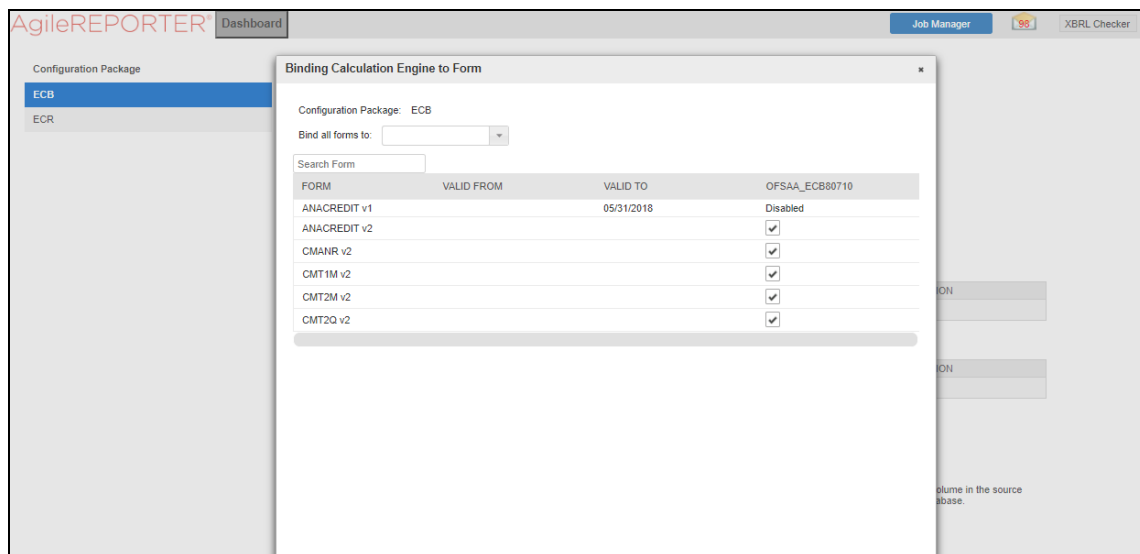 AgileREPORTER® Dashboard Job Manager 98 XBRL Checker
Configuration Package
ECB
ECR
Binding Calculation Engine to Form
Configuration Package: ECB
Bind all forms to:
Search Form
FORM VALID FROM VALID TO OFSAA_ECB80710
ANACREDIT v1 05/31/2018 Disabled
ANACREDIT v2
CMANR v2
CMT1M v2
CMT2M v2
CMT2Q v2
ION
ION
olume in the source
abase.